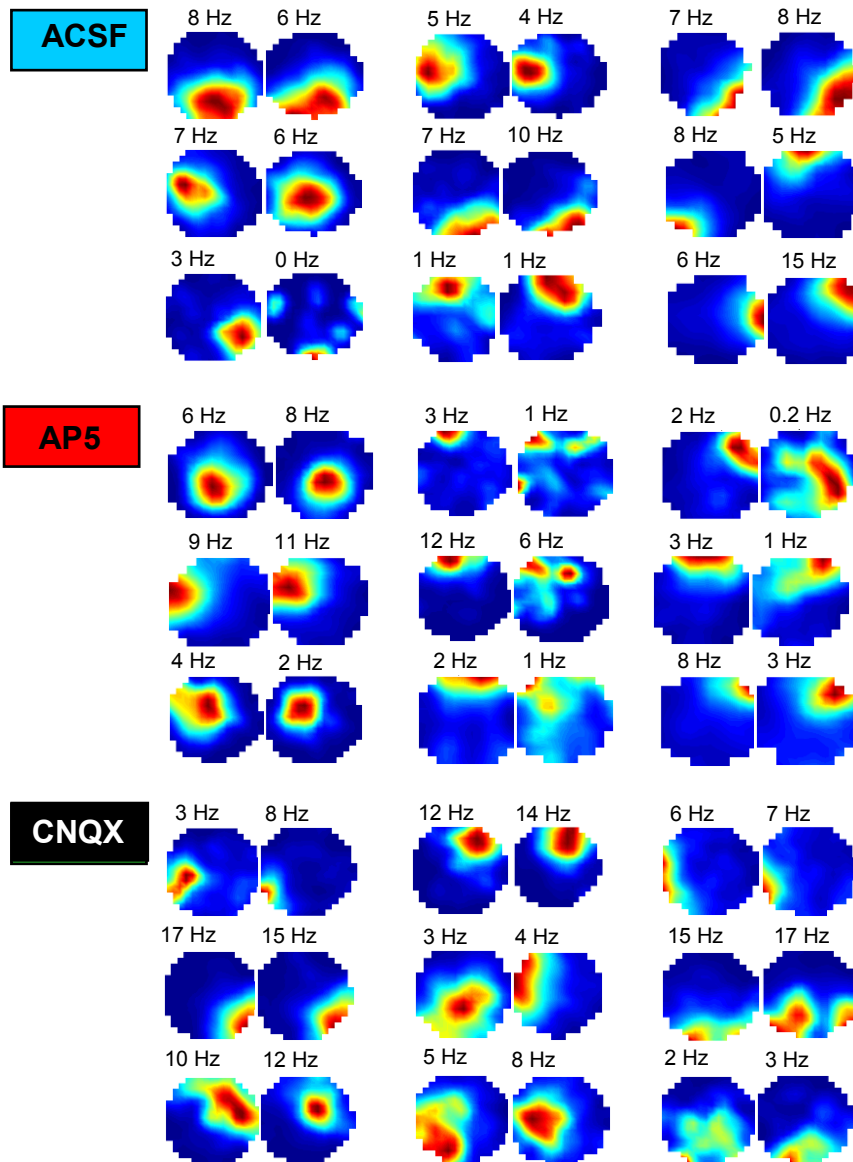 ACSF
8 Hz 6 Hz 5 Hz 4 Hz 7 Hz 8 Hz
7 Hz 6 Hz 7 Hz 10 Hz 8 Hz 5 Hz
3 Hz 0 Hz 1 Hz 1 Hz 6 Hz 15 Hz
AP5
6 Hz 8 Hz 3 Hz 1 Hz 2 Hz 0.2 Hz
9 Hz 11 Hz 12 Hz 6 Hz 3 Hz 1 Hz
4 Hz 2 Hz 2 Hz 1 Hz 8 Hz 3 Hz
CNQX
3 Hz 8 Hz 12 Hz 14 Hz 6 Hz 7 Hz
17 Hz 15 Hz 3 Hz 4 Hz 15 Hz 17 Hz
10 Hz 12 Hz 5 Hz 8 Hz 2 Hz 3 Hz